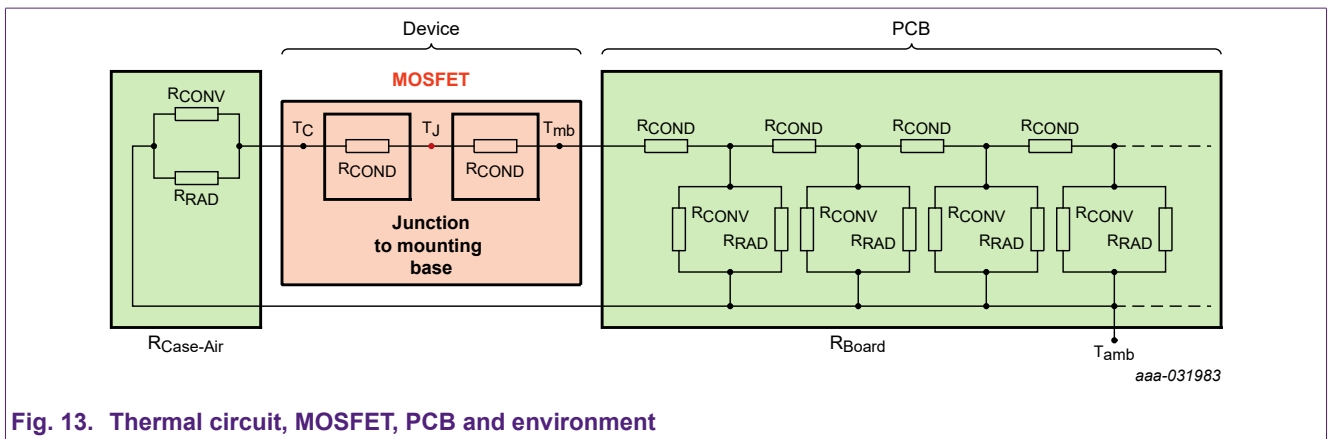 Device
PCB
MOSFET
RCONV
RRAD
TC
RCOND
TJ
RCOND
Tmb
Junction
to mounting
base
RCOND
RCOND
RCOND
RCOND
RCONV
RRAD
RCONV
RRAD
RCONV
RRAD
RCONV
RRAD
RCase-Air
RBoard
Tamb
aaa-031983
Fig. 13. Thermal circuit, MOSFET, PCB and environment